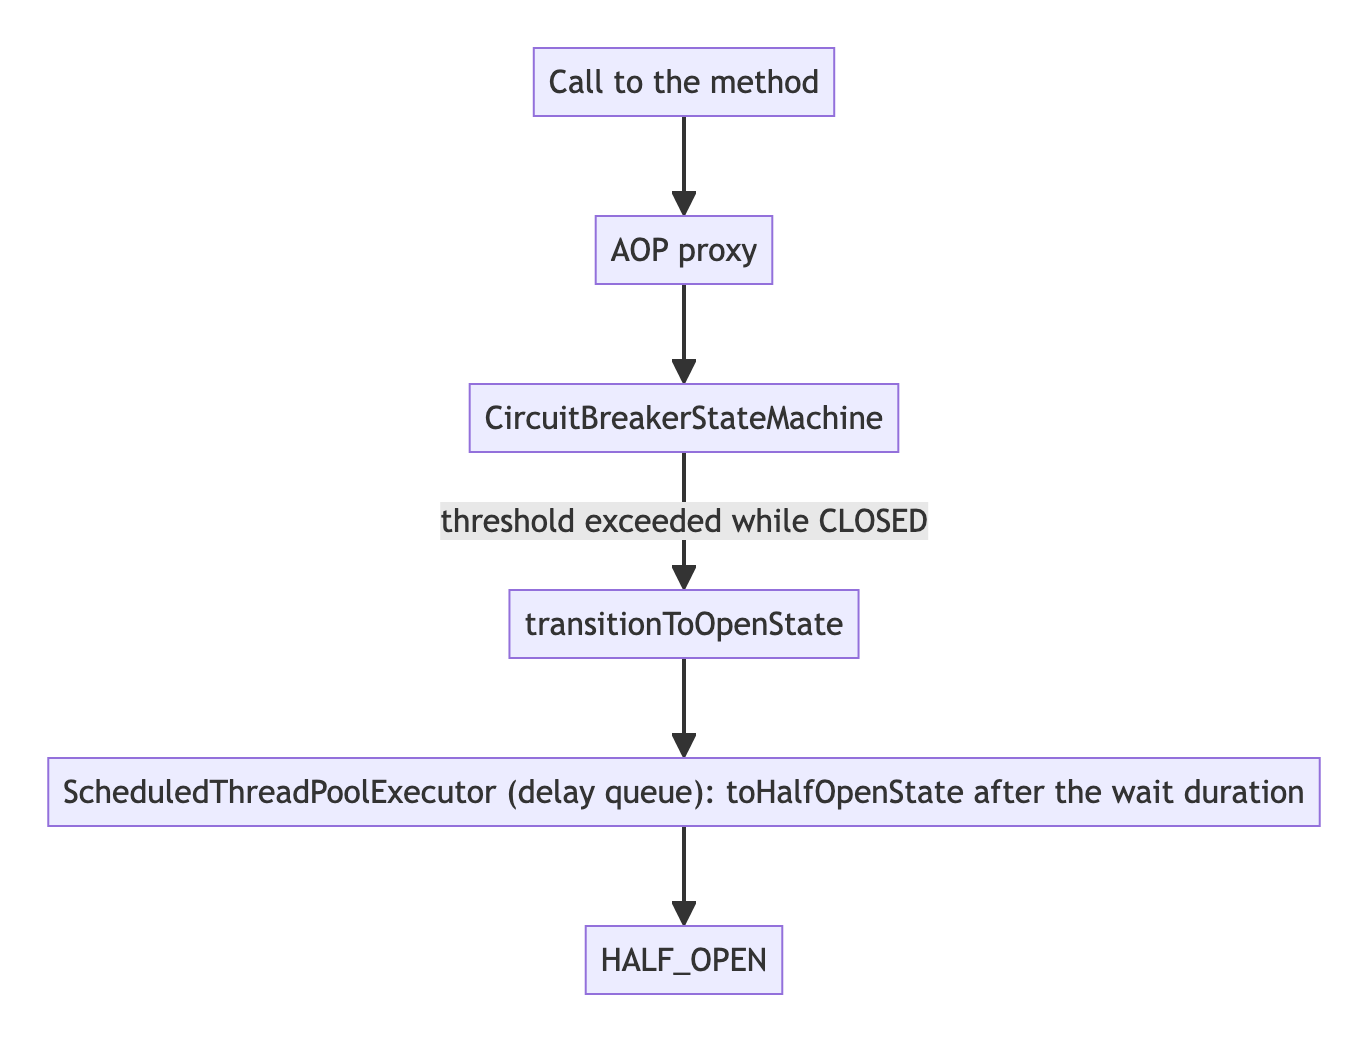 Call to the method
AOP proxy
CircuitBreakerStateMachine
threshold exceeded while CLOSED
transitionToOpenState
ScheduledThreadPoolExecutor (delay queue): toHalfOpenState after the wait duration
HALF_OPEN